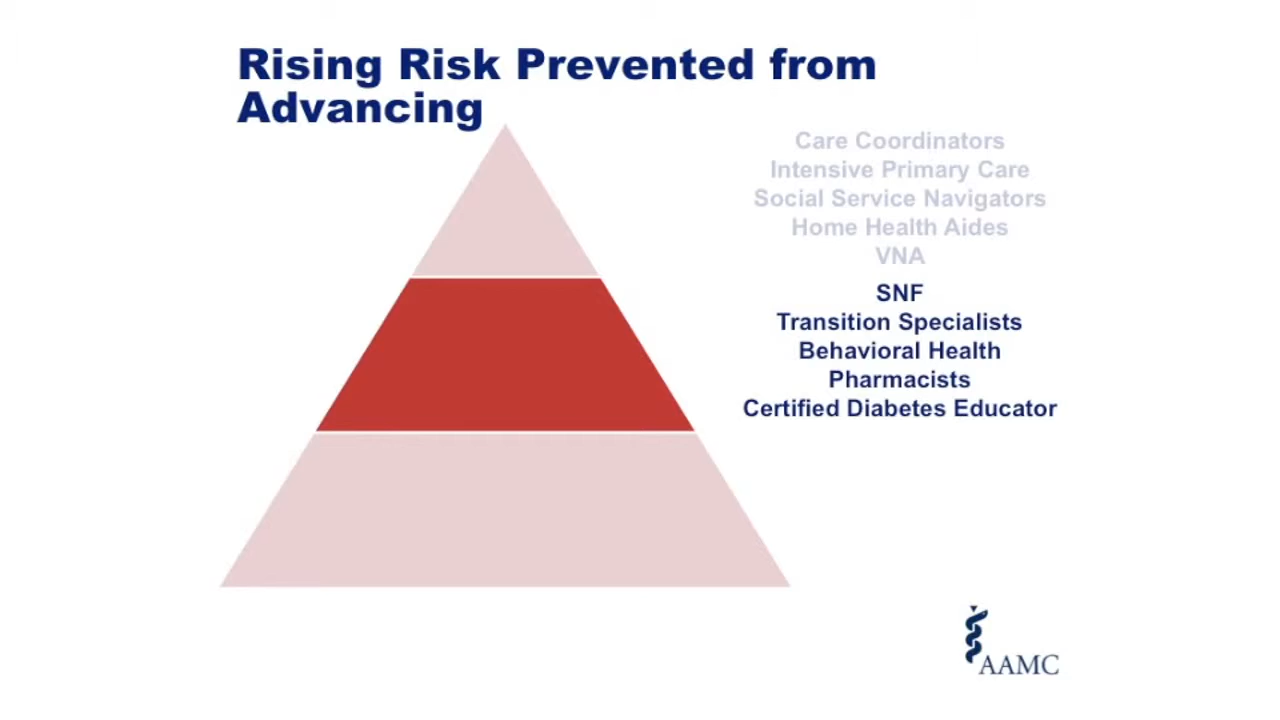 Rising Risk Prevented from
Advancing
Care Coordinators
Intensive Primary Care
Social Service Navigators
Home Health Aides
VNA
SNF
Transition Specialists
Behavioral Health
Pharmacists
Certified Diabetes Educator
AAMC